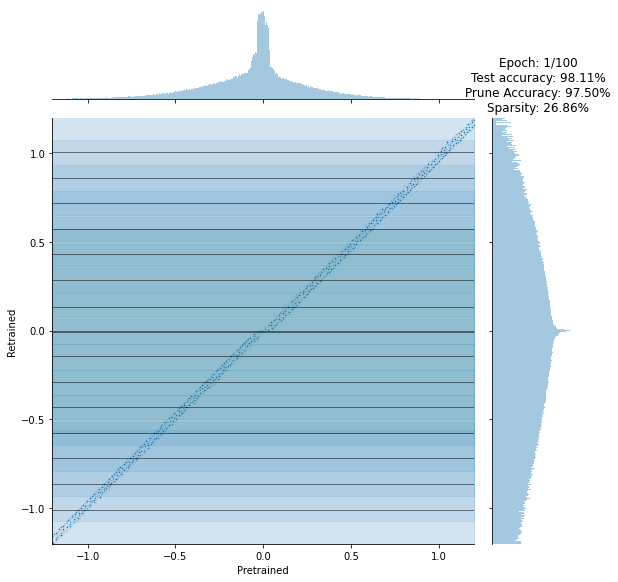 Epoch: 1/100
Test accuracy: 98.11%
Prune Accuracy: 97.50%
Sparsity: 26.86%
1.0
0.5
0.0
−0.5
−1.0
Retrained
−1.0 −0.5 0.0 0.5 1.0
Pretrained